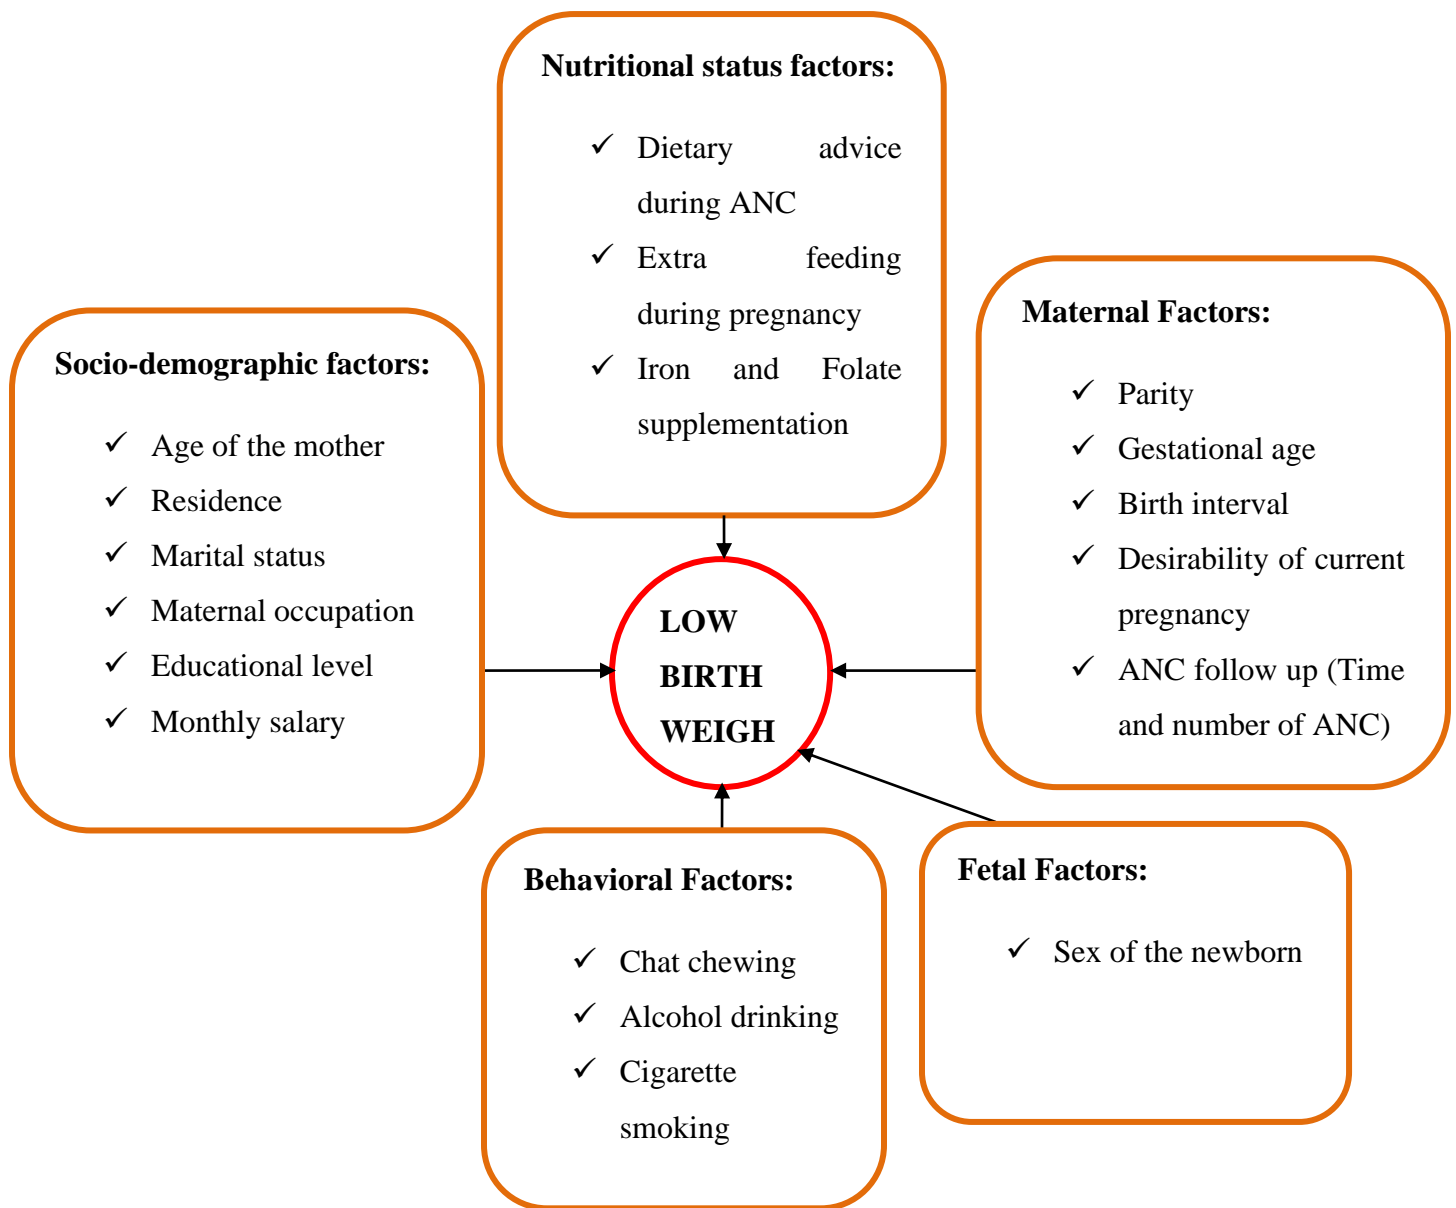 Nutritional status factors:
✓ Dietary advice
during ANC
✓ Extra feeding
during pregnancy
✓ Iron and Folate
supplementation
Socio-demographic factors:
✓ Age of the mother
✓ Residence
✓ Marital status
✓ Maternal occupation
✓ Educational level
✓ Monthly salary
LOW
BIRTH
WEIGH
Maternal Factors:
✓ Parity
✓ Gestational age
✓ Birth interval
✓ Desirability of current
pregnancy
✓ ANC follow up (Time
and number of ANC)
Behavioral Factors:
✓ Chat chewing
✓ Alcohol drinking
✓ Cigarette
smoking
Fetal Factors:
✓ Sex of the newborn